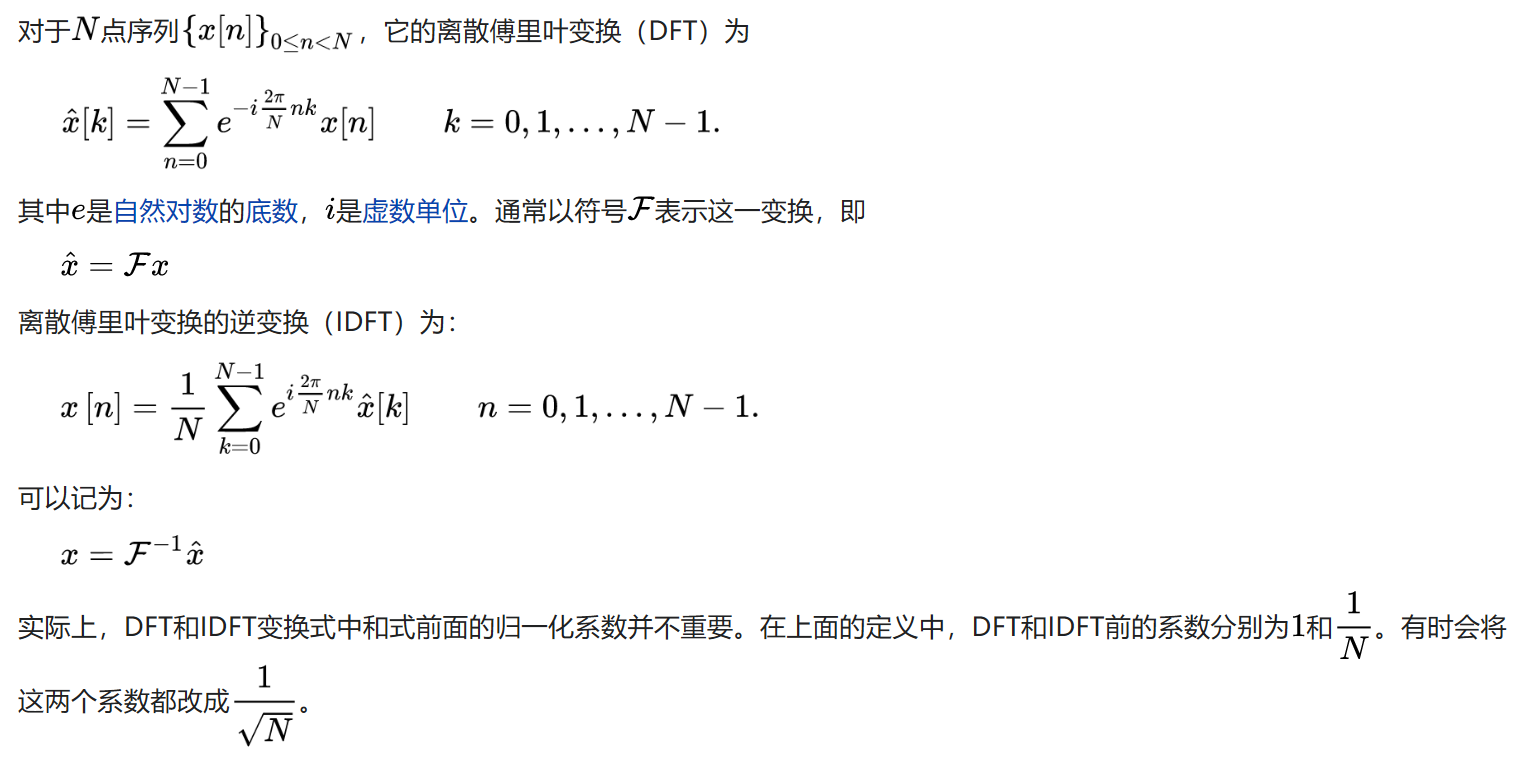 对于$N$点序列$\{x[n]\}_{0\le n<N}$，它的离散傅里叶变换（DFT）为
$\hat{x}[k]=\sum_{n=0}^{N-1}e^{-i\frac{2\pi}{N}nk}x[n]\qquad k=0,1,\ldots,N-1.$
其中$e$是自然对数的底数，$i$是虚数单位。通常以符号$\mathcal{F}$表示这一变换，即
$\hat{x}=\mathcal{F}x$
离散傅里叶变换的逆变换（IDFT）为：
$x\left[n\right]=\frac{1}{N}\sum_{k=0}^{N-1}e^{i\frac{2\pi}{N}nk}\hat{x}[k]\qquad n=0,1,\ldots,N-1.$
可以记为：
$x=\mathcal{F}^{-1}\hat{x}$
实际上，DFT和IDFT变换式中和式前面的归一化系数并不重要。在上面的定义中，DFT和IDFT前的系数分别为$1$和$\frac{1}{N}$。有时会将
这两个系数都改成$\frac{1}{\sqrt{N}}$。